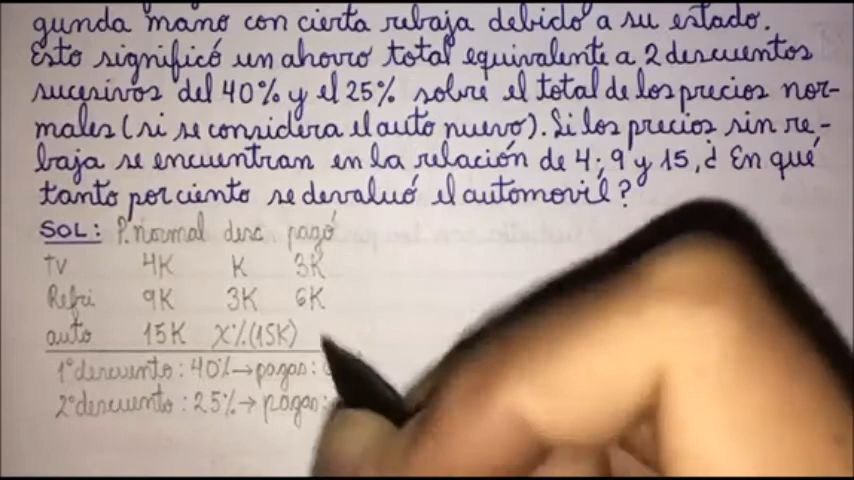 gunda mano con cierta rebaja debido a su estado.
Esto significó un ahorro total equivalente a 2 descuentos
sucesivos del 40% y el 25% sobre el total de los precios nor-
males (si se considera el auto nuevo). Si los precios sin re-
baja se encuentran en la relación de 4; 9 y 15, ¿ En qué
tanto por ciento se devaluó el automovil?
SOL: P. normal desc pagó
TV 4K K 3K
Refri 9K 3K 6K
auto 15K X%(15K)
1° descuento: 40% → pagas:
2° descuento: 25% → pagas: